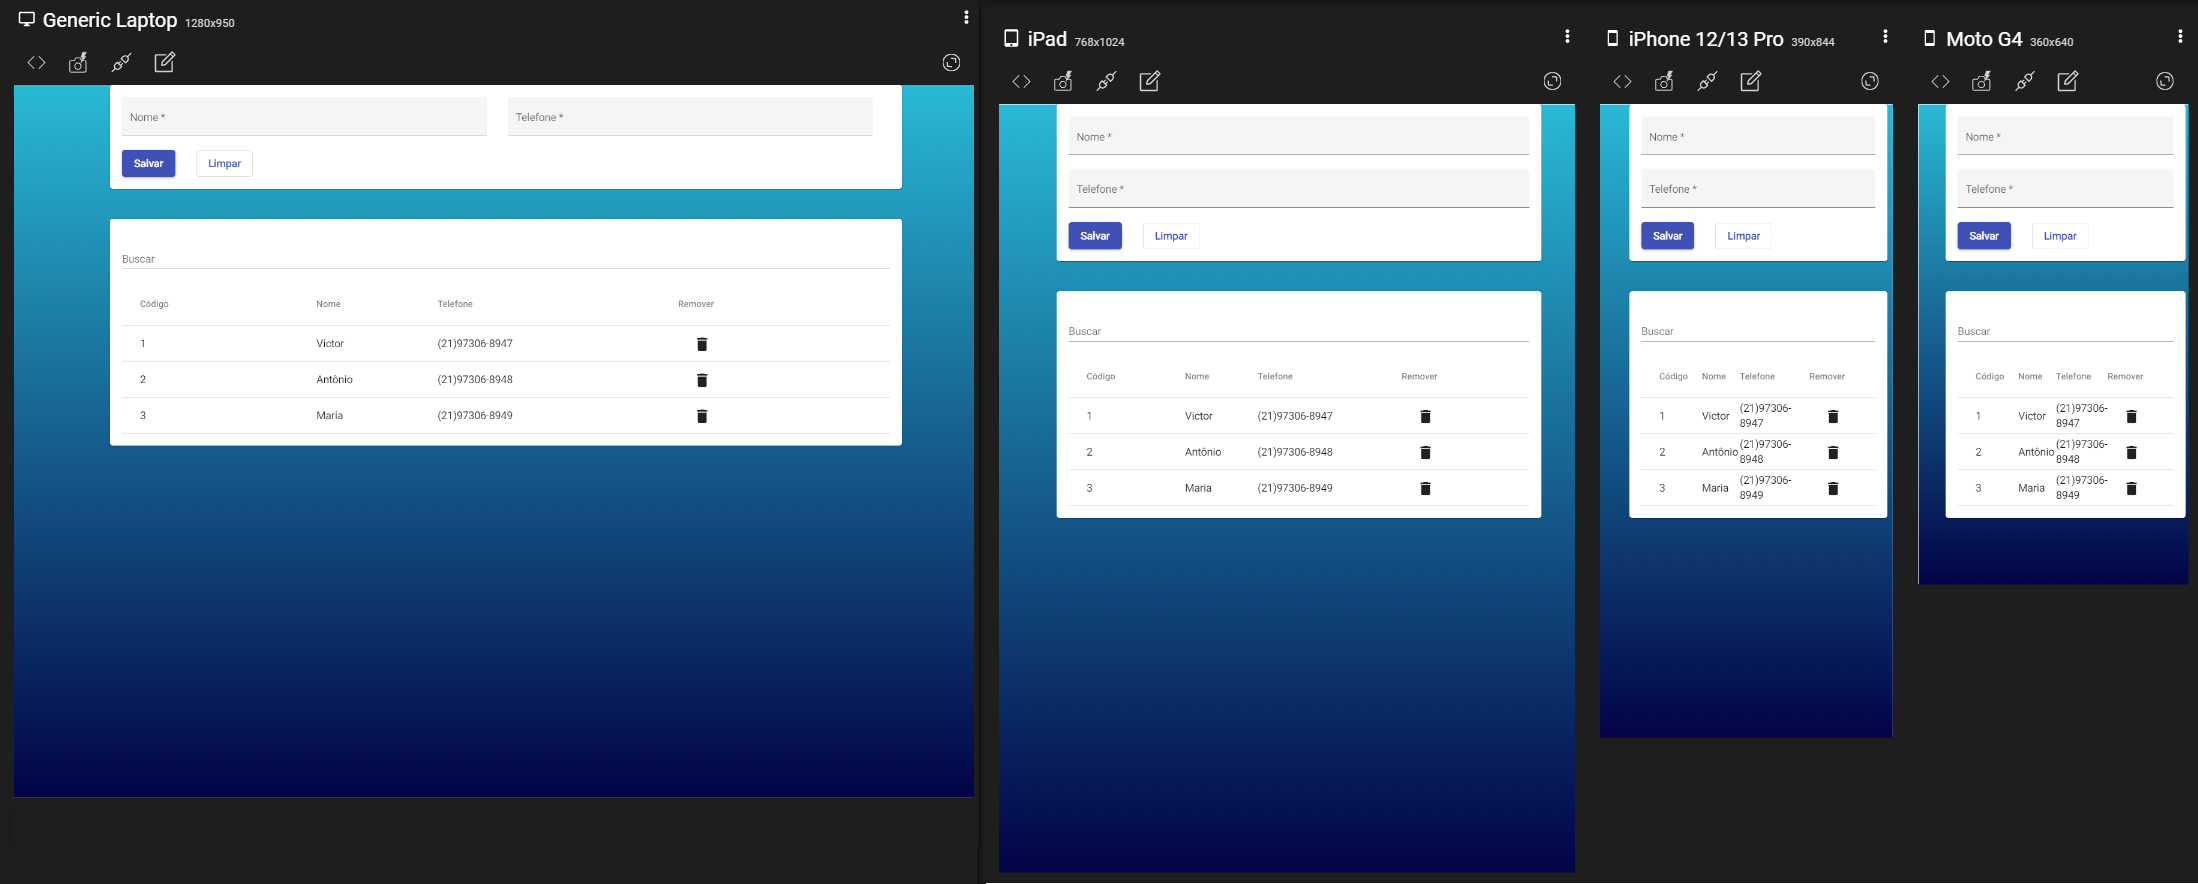 Generic Laptop 1280x950
Nome * Telefone *
Salvar Limpar
Buscar
Código Nome Telefone Remover
1 Victor (21)97306-8947
2 Antônio (21)97306-8948
3 Maria (21)97306-8949
iPad 768x1024
Nome *
Telefone *
Salvar Limpar
Buscar
Código Nome Telefone Remover
1 Victor (21)97306-8947
2 Antônio (21)97306-8948
3 Maria (21)97306-8949
iPhone 12/13 Pro 390x844
Nome *
Telefone *
Salvar Limpar
Buscar
Código Nome Telefone Remover
1 Victor (21)97306-
8947
2 Antônio (21)97306-
8948
3 Maria (21)97306-
8949
Moto G4 360x640
Nome *
Telefone *
Salvar Limpar
Buscar
Código Nome Telefone Remover
1 Victor (21)97306-
8947
2 Antônio (21)97306-
8948
3 Maria (21)97306-
8949